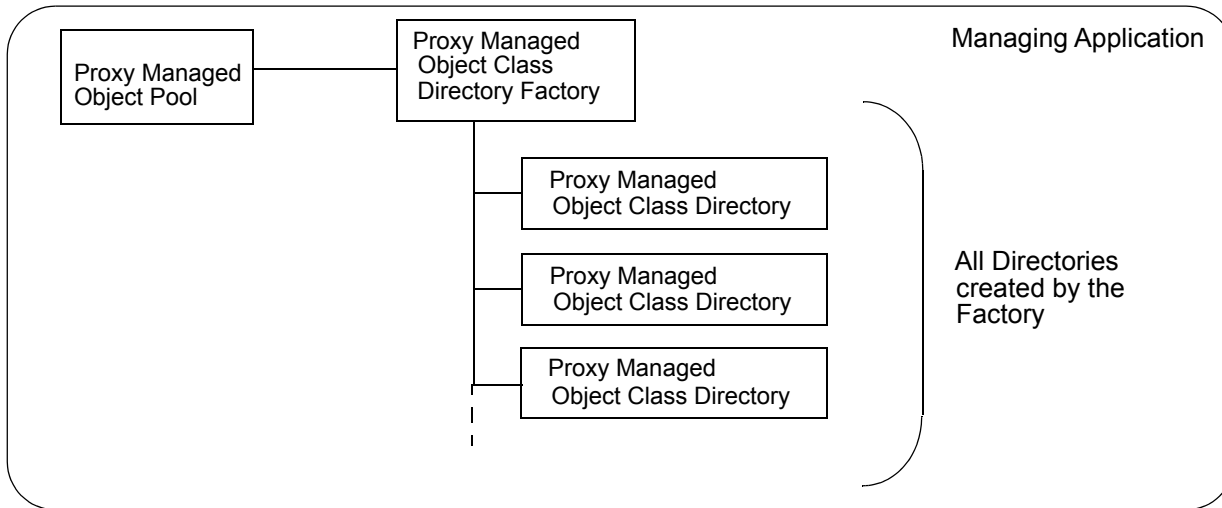 Managing Application
Proxy Managed
Object Pool
Proxy Managed
Object Class
Directory Factory
Proxy Managed
Object Class Directory
Proxy Managed
Object Class Directory
Proxy Managed
Object Class Directory
All Directories
created by the
Factory